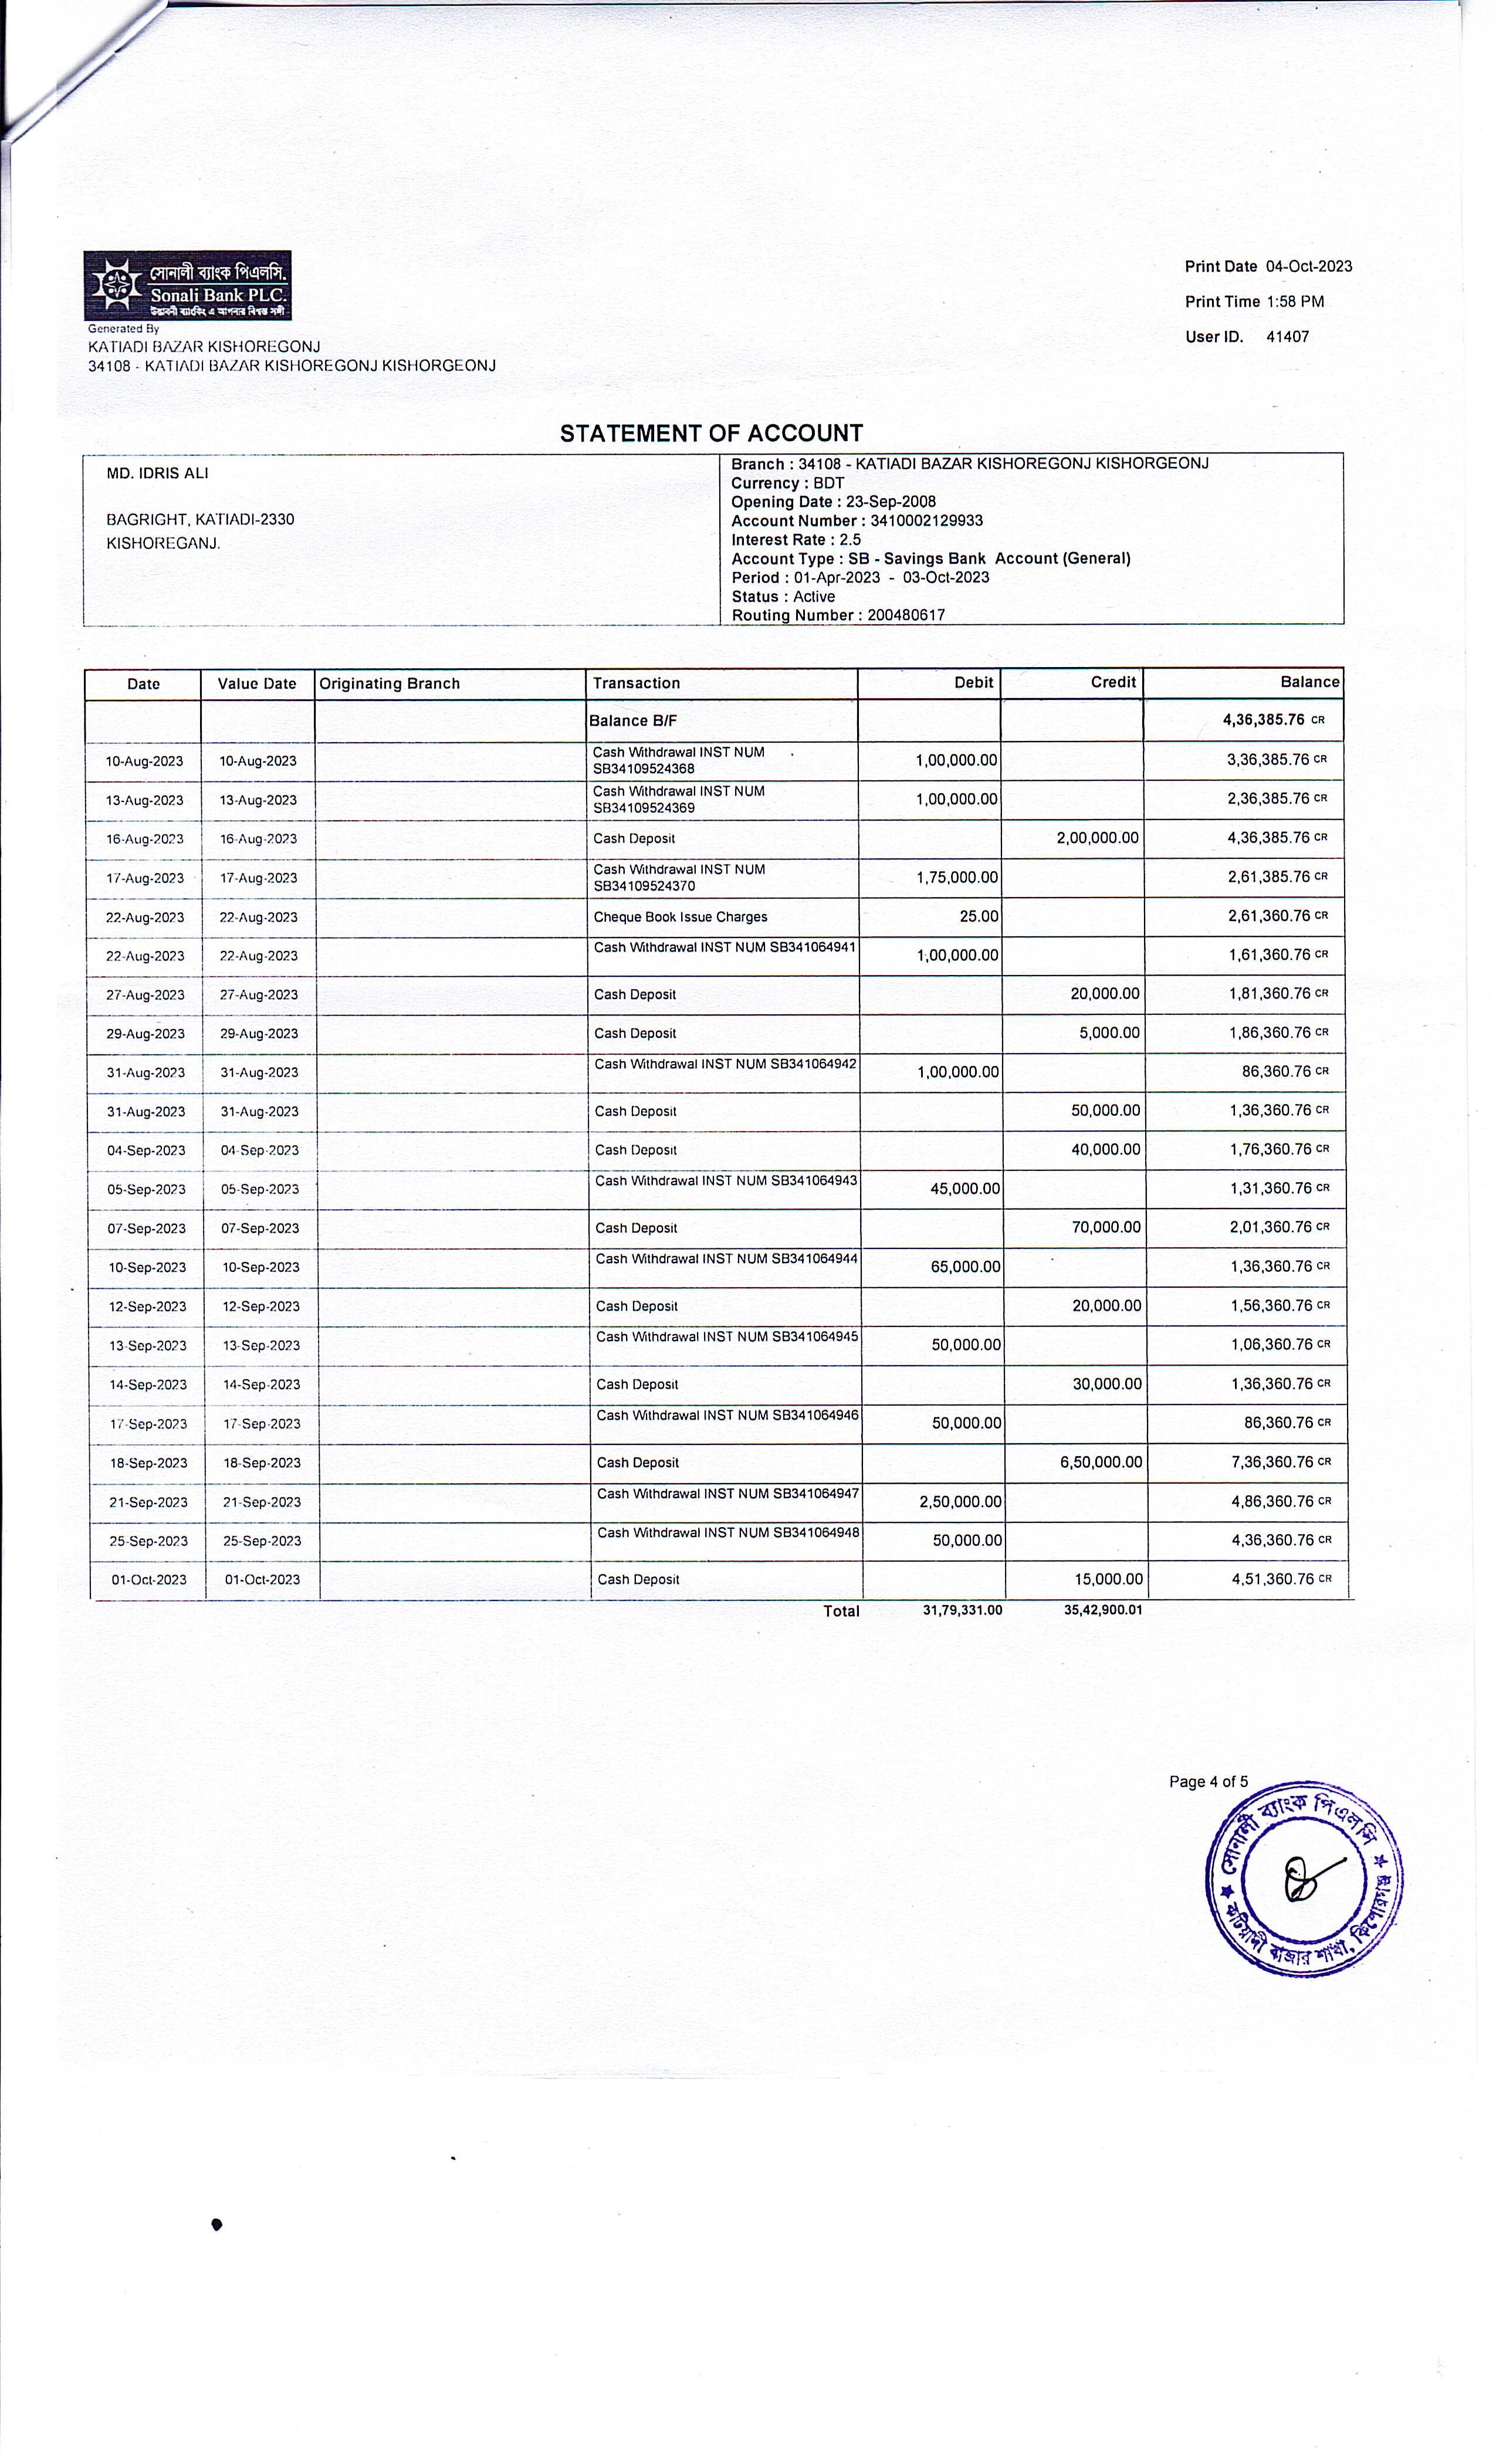 সোনালী ব্যাংক পিএলসি.
Sonali Bank PLC.
উদ্ভাবনী ব্যাংকিং এ আপনার বিশ্বস্ত সঙ্গী
Generated By
KATIADI BAZAR KISHOREGONJ
34108 - KATIADI BAZAR KISHOREGONJ KISHORGEONJ
Print Date 04-Oct-2023
Print Time 1:58 PM
User ID. 41407
STATEMENT OF ACCOUNT
MD. IDRIS ALI
BAGRIGHT, KATIADI-2330
KISHOREGANJ.
Branch : 34108 - KATIADI BAZAR KISHOREGONJ KISHORGEONJ
Currency : BDT
Opening Date : 23-Sep-2008
Account Number : 3410002129933
Interest Rate : 2.5
Account Type : SB - Savings Bank Account (General)
Period : 01-Apr-2023 - 03-Oct-2023
Status : Active
Routing Number : 200480617
Date Value Date Originating Branch Transaction Debit Credit Balance
Balance B/F 4,36,385.76 CR
10-Aug-2023 10-Aug-2023 Cash Withdrawal INST NUM SB34109524368 1,00,000.00 3,36,385.76 CR
13-Aug-2023 13-Aug-2023 Cash Withdrawal INST NUM SB34109524369 1,00,000.00 2,36,385.76 CR
16-Aug-2023 16-Aug-2023 Cash Deposit 2,00,000.00 4,36,385.76 CR
17-Aug-2023 17-Aug-2023 Cash Withdrawal INST NUM SB34109524370 1,75,000.00 2,61,385.76 CR
22-Aug-2023 22-Aug-2023 Cheque Book Issue Charges 25.00 2,61,360.76 CR
22-Aug-2023 22-Aug-2023 Cash Withdrawal INST NUM SB341064941 1,00,000.00 1,61,360.76 CR
27-Aug-2023 27-Aug-2023 Cash Deposit 20,000.00 1,81,360.76 CR
29-Aug-2023 29-Aug-2023 Cash Deposit 5,000.00 1,86,360.76 CR
31-Aug-2023 31-Aug-2023 Cash Withdrawal INST NUM SB341064942 1,00,000.00 86,360.76 CR
31-Aug-2023 31-Aug-2023 Cash Deposit 50,000.00 1,36,360.76 CR
04-Sep-2023 04-Sep-2023 Cash Deposit 40,000.00 1,76,360.76 CR
05-Sep-2023 05-Sep-2023 Cash Withdrawal INST NUM SB341064943 45,000.00 1,31,360.76 CR
07-Sep-2023 07-Sep-2023 Cash Deposit 70,000.00 2,01,360.76 CR
10-Sep-2023 10-Sep-2023 Cash Withdrawal INST NUM SB341064944 65,000.00 1,36,360.76 CR
12-Sep-2023 12-Sep-2023 Cash Deposit 20,000.00 1,56,360.76 CR
13-Sep-2023 13-Sep-2023 Cash Withdrawal INST NUM SB341064945 50,000.00 1,06,360.76 CR
14-Sep-2023 14-Sep-2023 Cash Deposit 30,000.00 1,36,360.76 CR
17-Sep-2023 17-Sep-2023 Cash Withdrawal INST NUM SB341064946 50,000.00 86,360.76 CR
18-Sep-2023 18-Sep-2023 Cash Deposit 6,50,000.00 7,36,360.76 CR
21-Sep-2023 21-Sep-2023 Cash Withdrawal INST NUM SB341064947 2,50,000.00 4,86,360.76 CR
25-Sep-2023 25-Sep-2023 Cash Withdrawal INST NUM SB341064948 50,000.00 4,36,360.76 CR
01-Oct-2023 01-Oct-2023 Cash Deposit 15,000.00 4,51,360.76 CR
Total 31,79,331.00 35,42,900.01
Page 4 of 5
সোনালী ব্যাংক পিএলসি
কটিয়াদী বাজার শাখা, কিশোরগঞ্জ